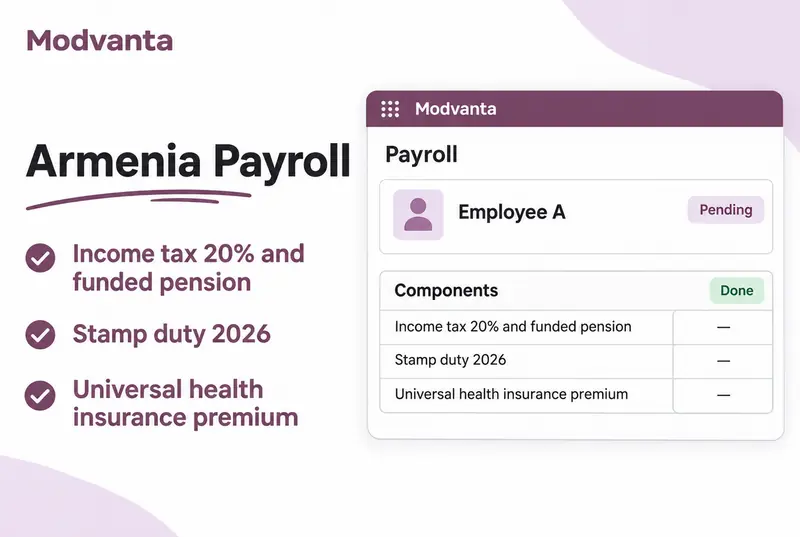 Modvanta
Armenia Payroll
Income tax 20% and
funded pension
Stamp duty 2026
Universal health
insurance premium
Modvanta
Payroll
Employee A
Pending
Components
Done
Income tax 20% and funded pension —
Stamp duty 2026 —
Universal health insurance premium —